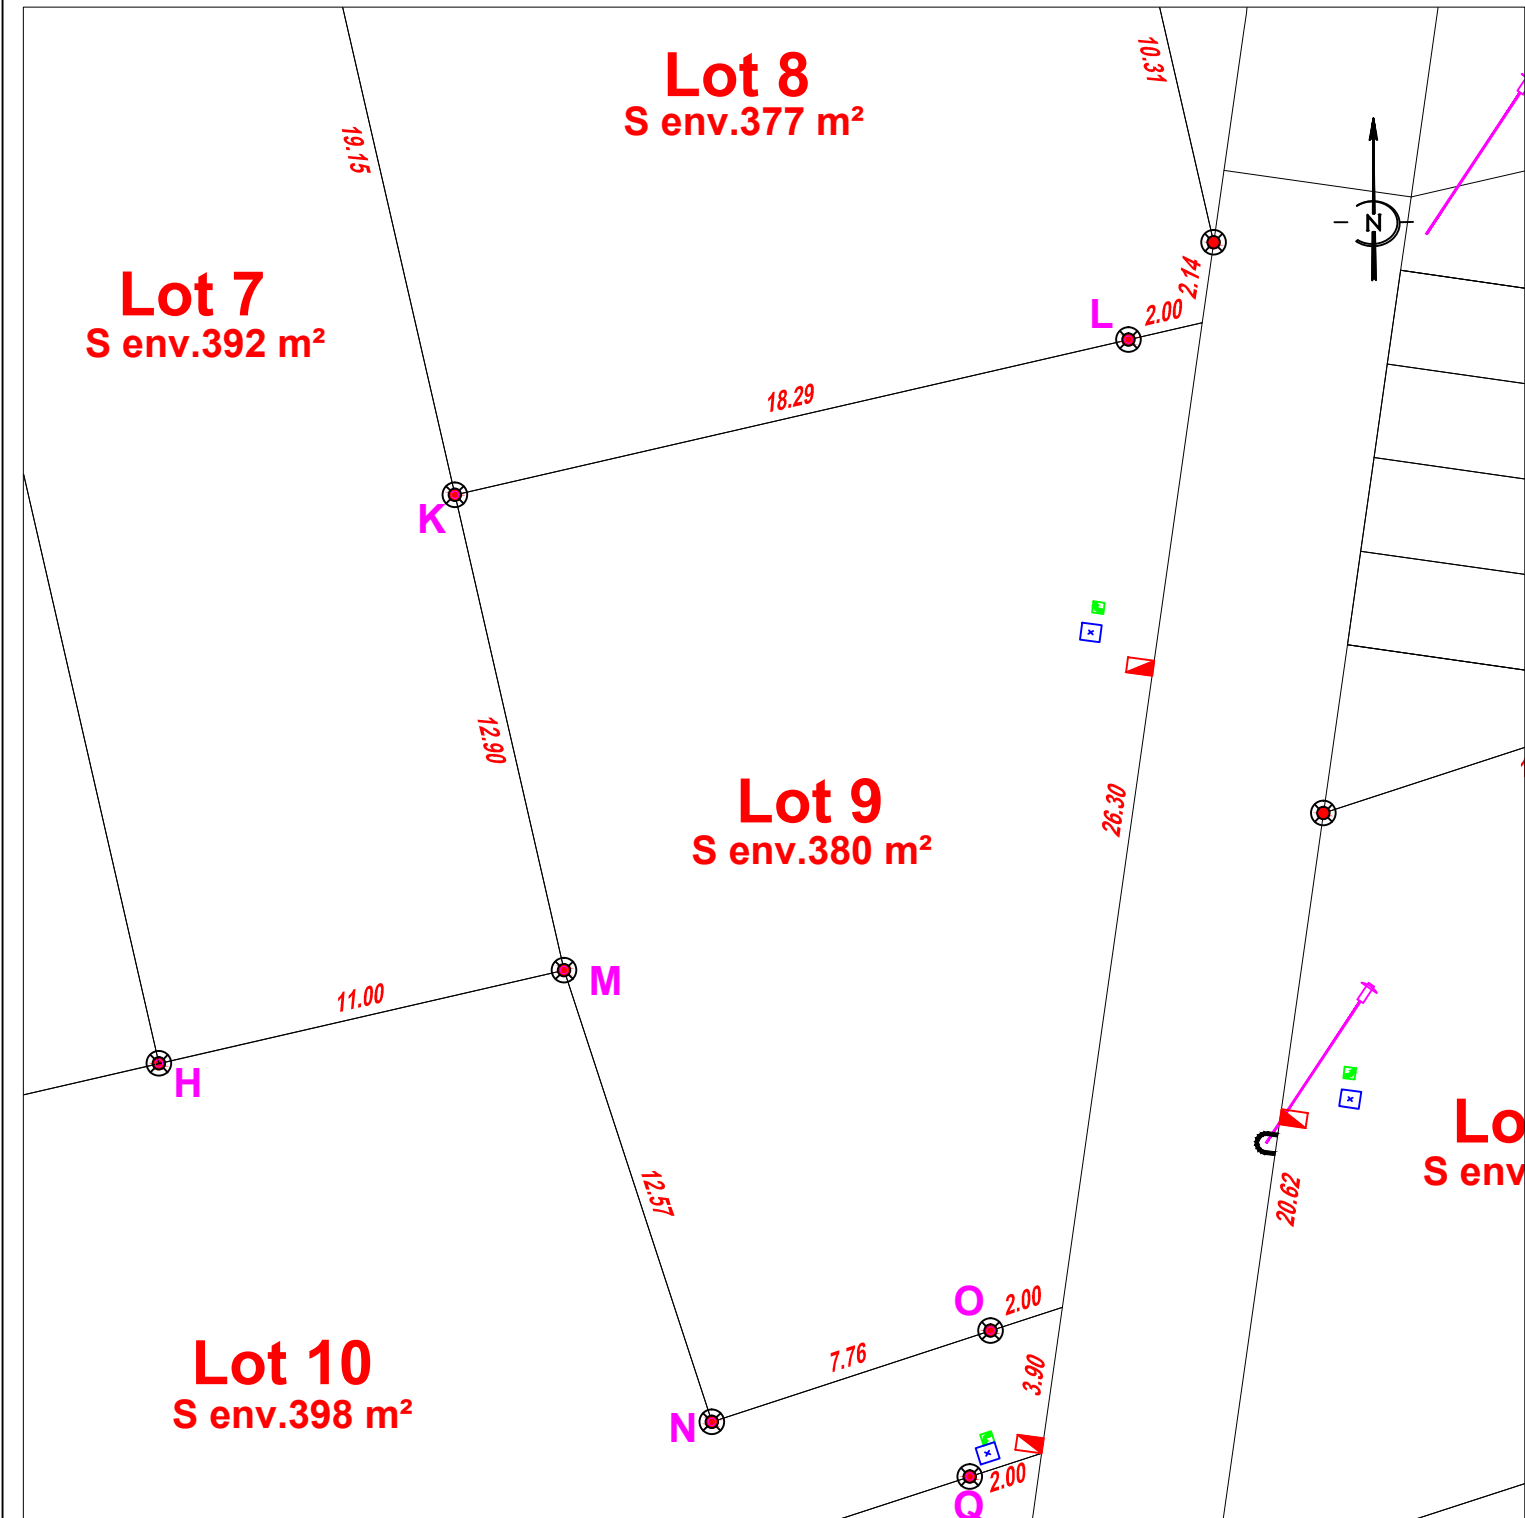 Lot 8
S env.377 m²
10.31
19.15
N
Lot 7
S env.392 m²
2.14
L
2.00
18.29
K
12.90
Lot 9
S env.380 m²
26.30
M
11.00
H
Lo
S env
12.57
20.62
O
2.00
7.76
3.90
Lot 10
S env.398 m²
N
2.00
Q